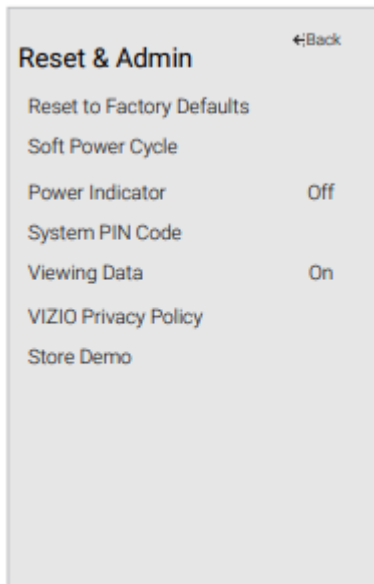 ←Back
Reset & Admin
Reset to Factory Defaults
Soft Power Cycle
Power Indicator Off
System PIN Code
Viewing Data On
VIZIO Privacy Policy
Store Demo